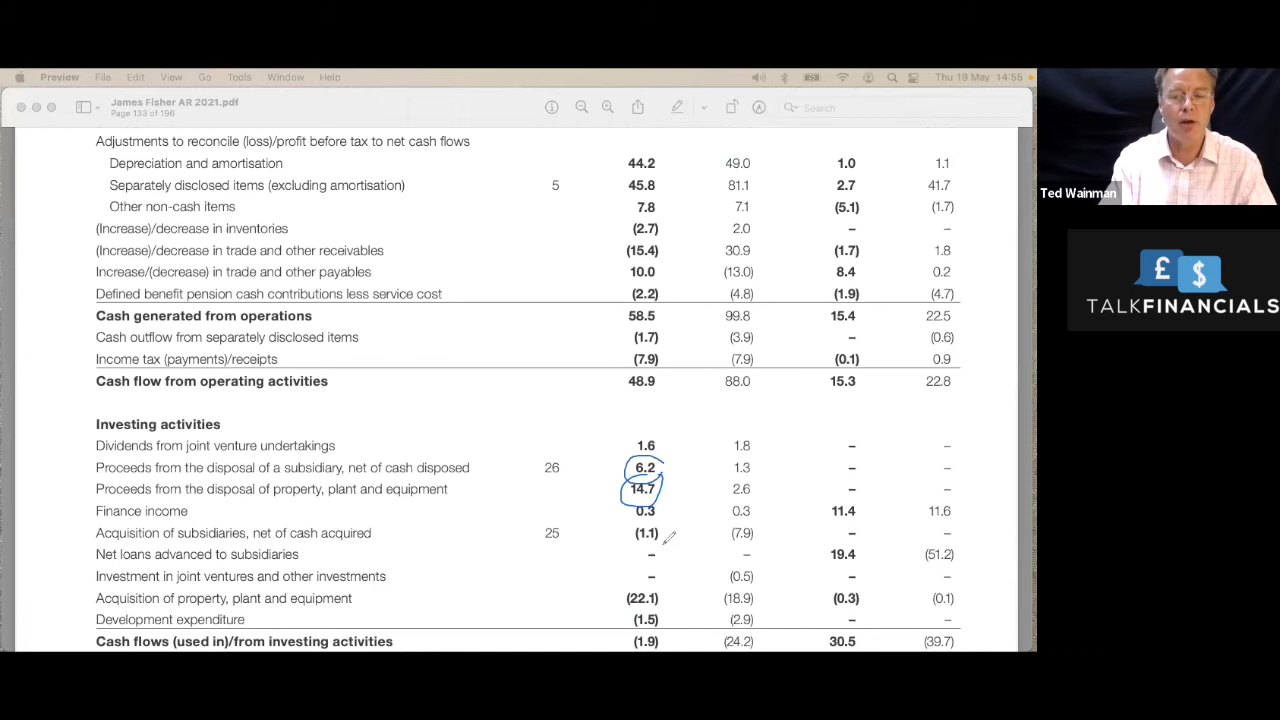 Preview File Edit View Go Tools Window Help Thu 19 May 14:55
James Fisher AR 2021.pdf
Page 133 of 196
Search
Adjustments to reconcile (loss)/profit before tax to net cash flows
Depreciation and amortisation 44.2 49.0 1.0 1.1
Separately disclosed items (excluding amortisation) 5 45.8 81.1 2.7 41.7
Other non-cash items 7.8 7.1 (5.1) (1.7)
(Increase)/decrease in inventories (2.7) 2.0 – –
(Increase)/decrease in trade and other receivables (15.4) 30.9 (1.7) 1.8
Increase/(decrease) in trade and other payables 10.0 (13.0) 8.4 0.2
Defined benefit pension cash contributions less service cost (2.2) (4.8) (1.9) (4.7)
Cash generated from operations 58.5 99.8 15.4 22.5
Cash outflow from separately disclosed items (1.7) (3.9) – (0.6)
Income tax (payments)/receipts (7.9) (7.9) (0.1) 0.9
Cash flow from operating activities 48.9 88.0 15.3 22.8
Investing activities
Dividends from joint venture undertakings 1.6 1.8 – –
Proceeds from the disposal of a subsidiary, net of cash disposed 26 6.2 1.3 – –
Proceeds from the disposal of property, plant and equipment 14.7 2.6 – –
Finance income 0.3 0.3 11.4 11.6
Acquisition of subsidiaries, net of cash acquired 25 (1.1) (7.9) – –
Net loans advanced to subsidiaries – – 19.4 (51.2)
Investment in joint ventures and other investments – (0.5) – –
Acquisition of property, plant and equipment (22.1) (18.9) (0.3) (0.1)
Development expenditure (1.5) (2.9) – –
Cash flows (used in)/from investing activities (1.9) (24.2) 30.5 (39.7)
Ted Wainman
£ $
TALKFINANCIALS